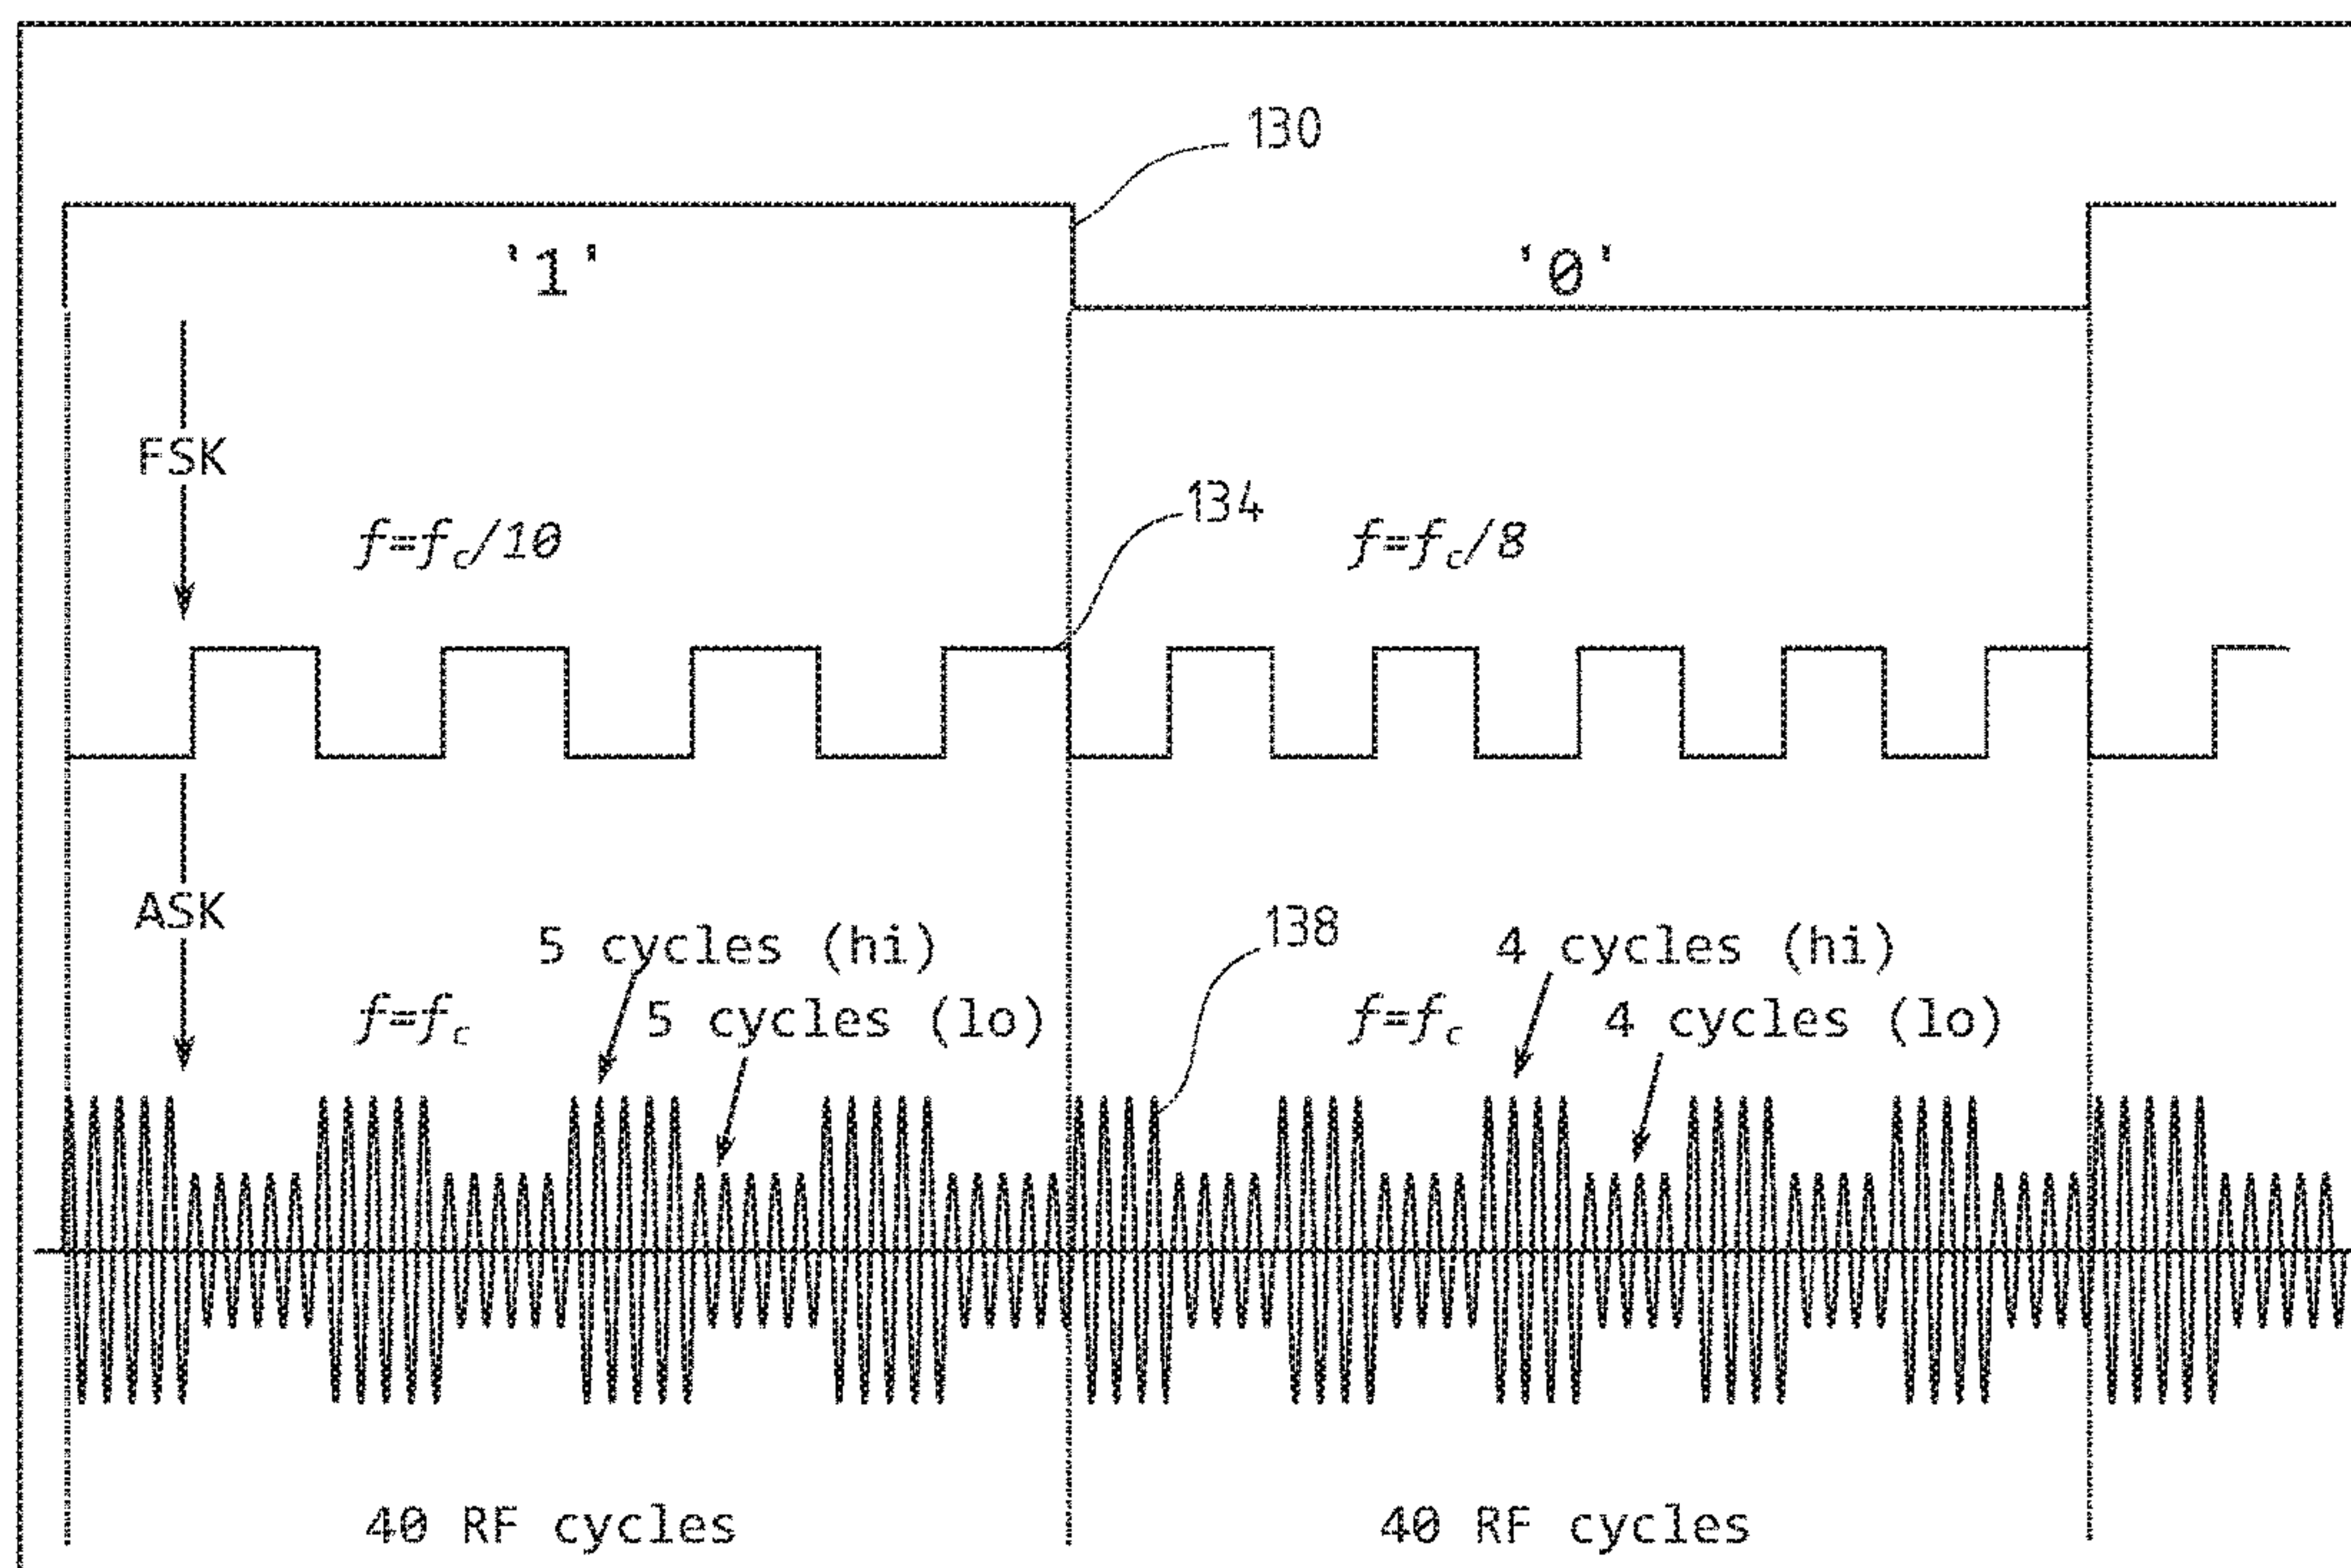 130
'1'
'0'
FSK
134
f=fc/10
f=fc/8
ASK
138
5 cycles (hi)
4 cycles (hi)
f=fc
5 cycles (lo)
f=fc
4 cycles (lo)
40 RF cycles
40 RF cycles